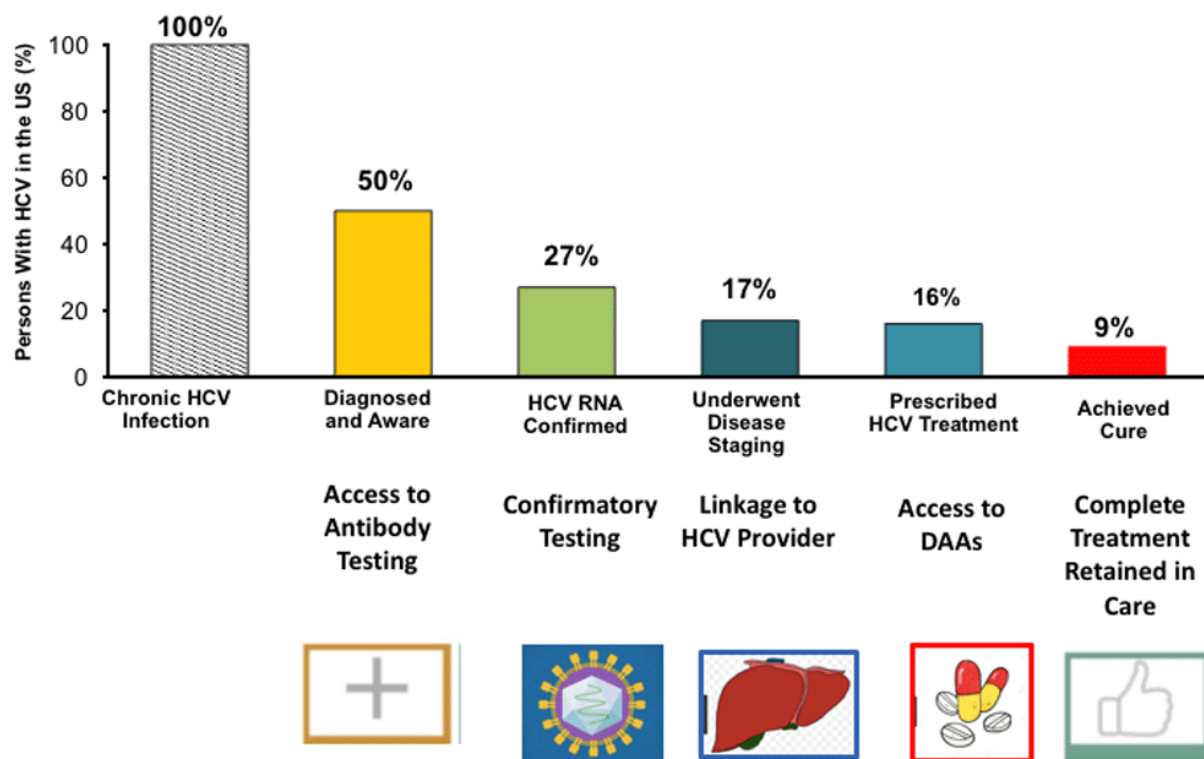 Persons With HCV in the US (%)
100
80
60
40
20
0
100%
50%
27%
17%
16%
9%
Chronic HCV
Infection
Diagnosed
and Aware
HCV RNA
Confirmed
Underwent
Disease
Staging
Prescribed
HCV Treatment
Achieved
Cure
Access to
Antibody
Testing
Confirmatory
Testing
Linkage to
HCV Provider
Access to
DAAs
Complete
Treatment
Retained in
Care